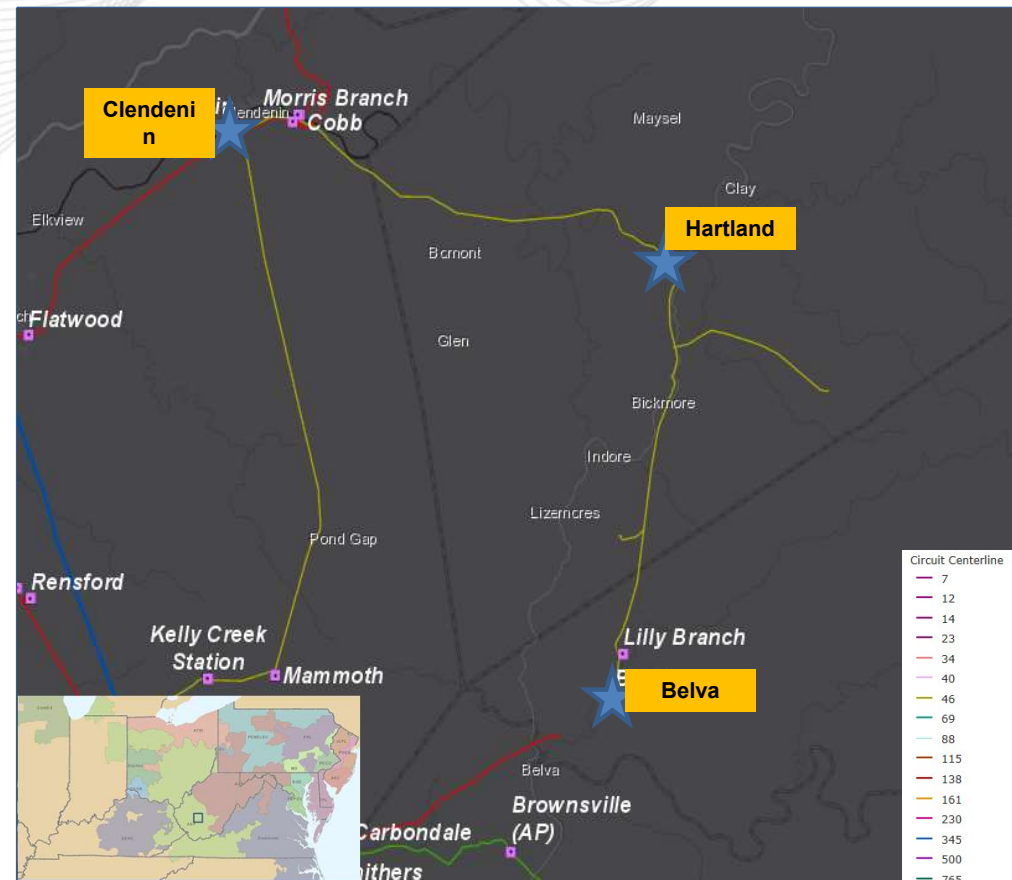 Clendeni
n
Morris Branch
Cobb
Maysel
Clay
Elkview
Hartland
Bomont
Flatwood
Glen
Bickmore
Indore
Pond Gap
Rensford
Kelly Creek
Station
Mammoth
Lilly Branch
Belva
Belva
Brownsville
(AP)
Carbondale
Circuit Centerline
7
12
14
23
34
40
46
69
88
115
138
161
230
345
500
765